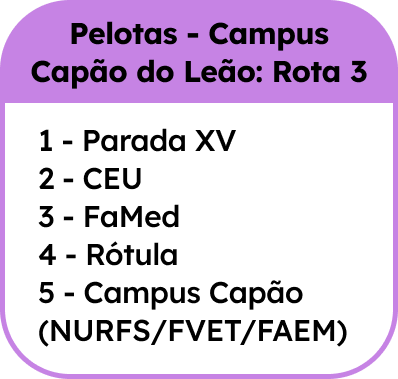 Pelotas - Campus
Capão do Leão: Rota 3
1 - Parada XV
2 - CEU
3 - FaMed
4 - Rótula
5 - Campus Capão
(NURFS/FVET/FAEM)